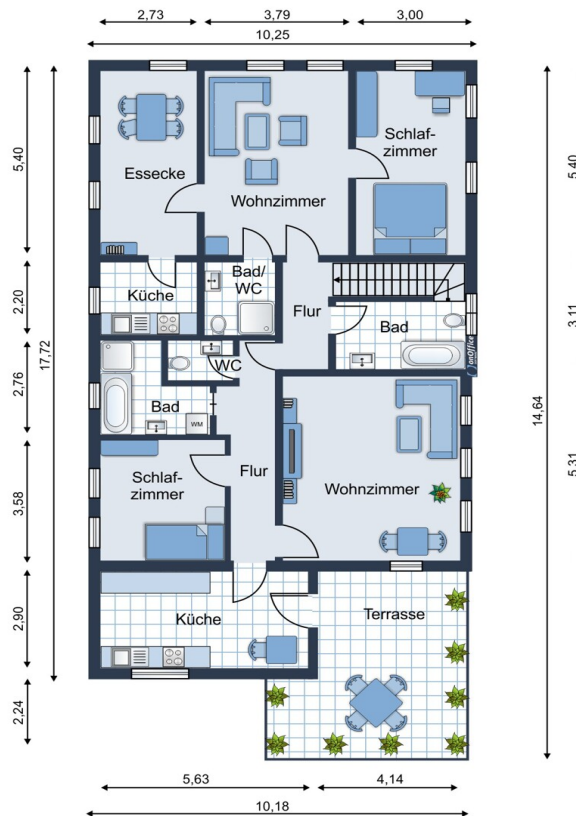 2,73
3,79
3,00
10,25
5,40
2,20
2,76
3,58
2,90
2,24
17,72
Essecke
Wohnzimmer
Schlaf-
zimmer
Küche
Bad/
WC
Flur
Bad
WC
Bad
WM
Flur
Schlaf-
zimmer
Wohnzimmer
Küche
Terrasse
onOffice
14,64
5,40
3,11
5,31
5,63
4,14
10,18